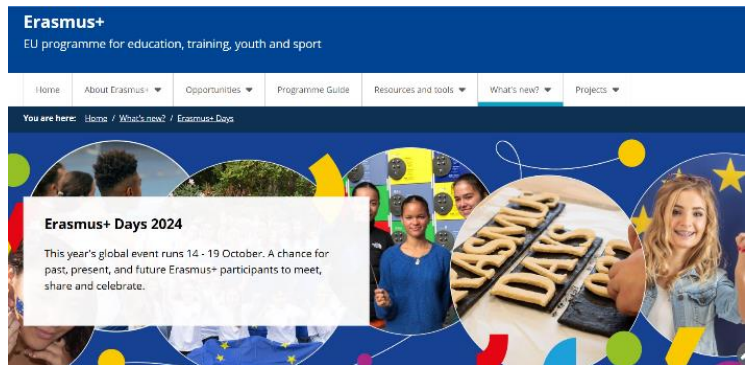 Erasmus+
EU programme for education, training, youth and sport
Home About Erasmus+ Opportunities Programme Guide Resources and tools What's new? Projects
You are here: Home / What's new? / Erasmus+ Days
Erasmus+ Days 2024
This year's global event runs 14 - 19 October. A chance for
past, present, and future Erasmus+ participants to meet,
share and celebrate.
RASMUS
DAYS